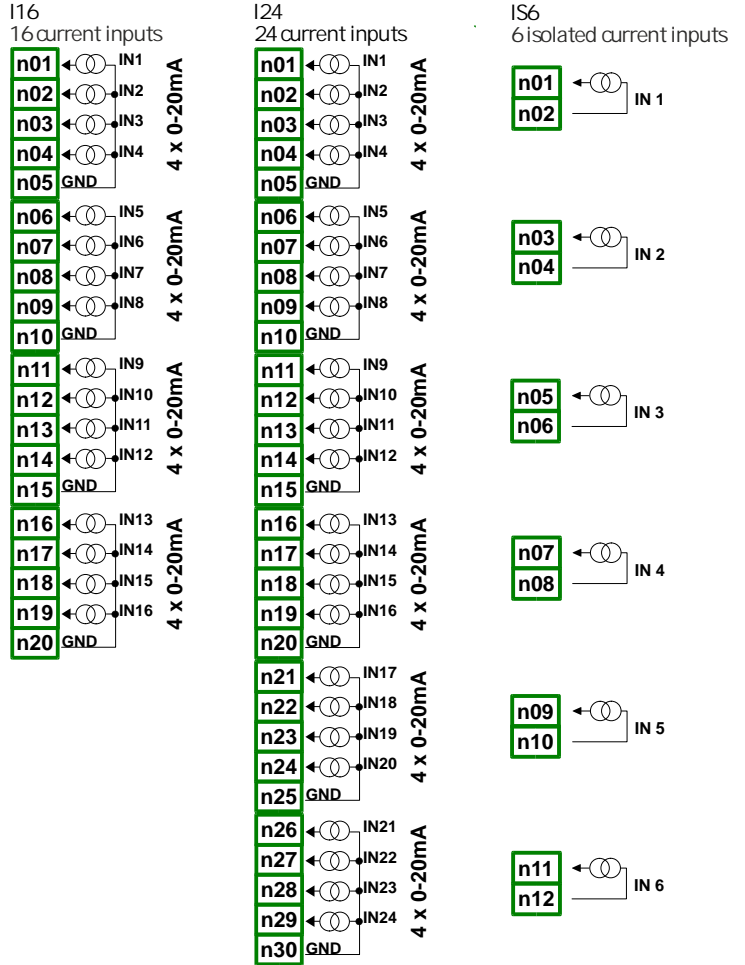 I16
16 current inputs
n01 IN1
n02 IN2
n03 IN3
n04 IN4
n05 GND
4 x 0-20mA
n06 IN5
n07 IN6
n08 IN7
n09 IN8
n10 GND
4 x 0-20mA
n11 IN9
n12 IN10
n13 IN11
n14 IN12
n15 GND
4 x 0-20mA
n16 IN13
n17 IN14
n18 IN15
n19 IN16
n20 GND
4 x 0-20mA
I24
24 current inputs
n01 IN1
n02 IN2
n03 IN3
n04 IN4
n05 GND
4 x 0-20mA
n06 IN5
n07 IN6
n08 IN7
n09 IN8
n10 GND
4 x 0-20mA
n11 IN9
n12 IN10
n13 IN11
n14 IN12
n15 GND
4 x 0-20mA
n16 IN13
n17 IN14
n18 IN15
n19 IN16
n20 GND
4 x 0-20mA
n21 IN17
n22 IN18
n23 IN19
n24 IN20
n25 GND
4 x 0-20mA
n26 IN21
n27 IN22
n28 IN23
n29 IN24
n30 GND
4 x 0-20mA
IS6
6 isolated current inputs
n01
n02
IN 1
n03
n04
IN 2
n05
n06
IN 3
n07
n08
IN 4
n09
n10
IN 5
n11
n12
IN 6